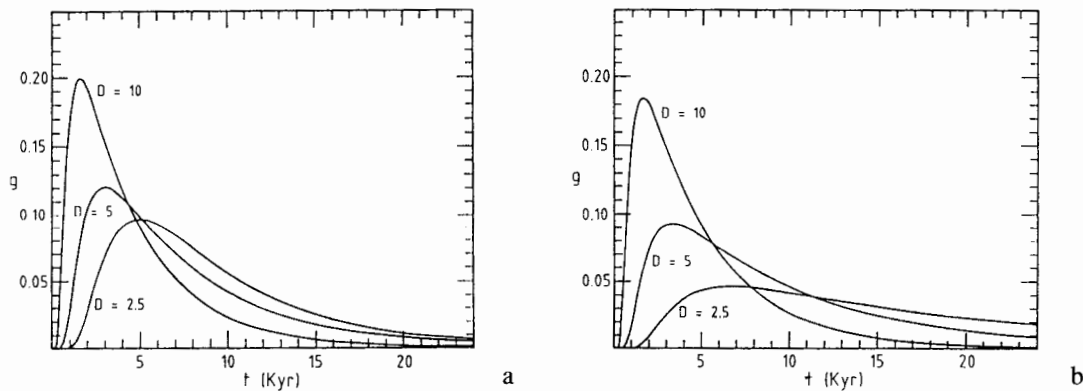 0.20
0.15
g
0.10
0.05
D = 10
D = 5
D = 2.5
5 10 15 20
t (Kyr)
a
0.20
0.15
g
0.10
0.05
D = 10
D = 5
D = 2.5
5 10 15 20
t (Kyr)
b